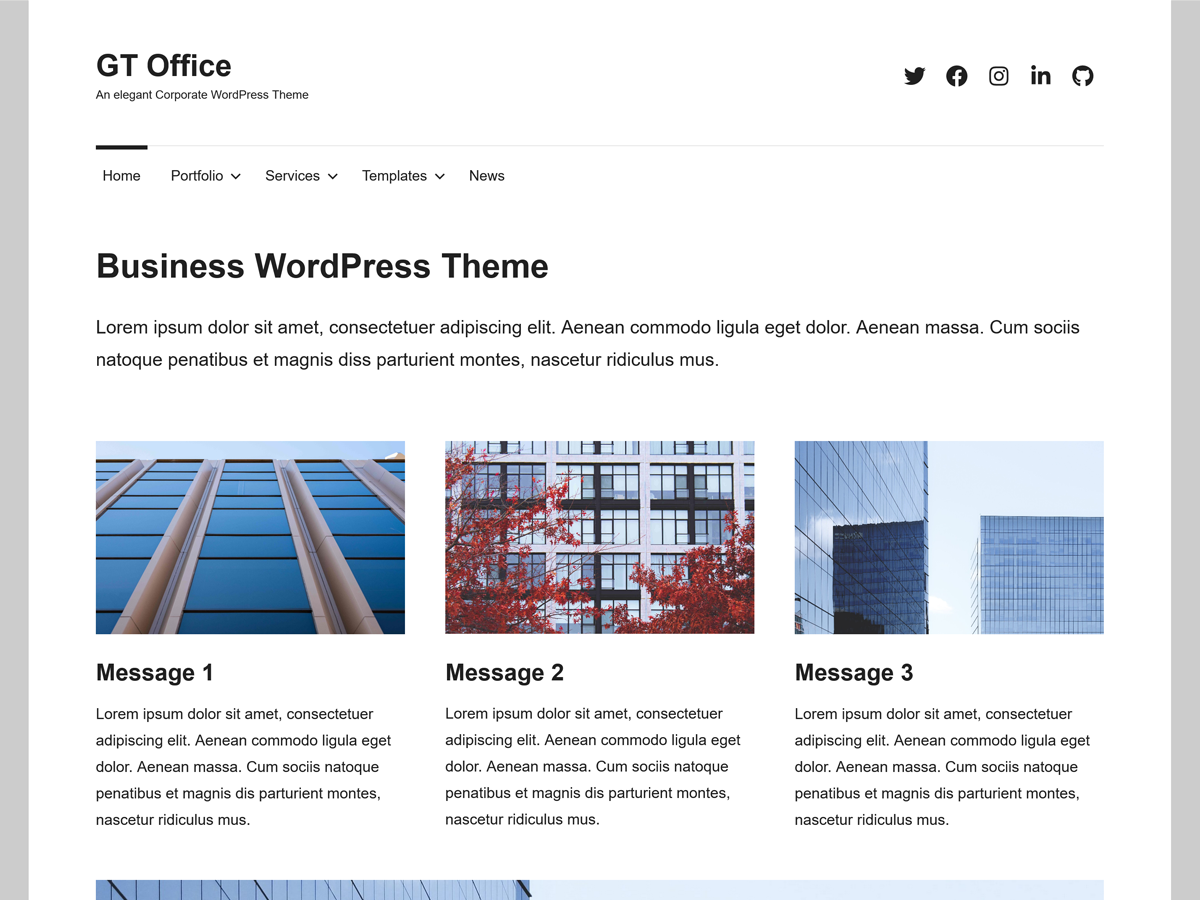 GT Office
An elegant Corporate WordPress Theme
Home Portfolio Services Templates News
Business WordPress Theme
Lorem ipsum dolor sit amet, consectetuer adipiscing elit. Aenean commodo ligula eget dolor. Aenean massa. Cum sociis
natoque penatibus et magnis diss parturient montes, nascetur ridiculus mus.
Message 1
Lorem ipsum dolor sit amet, consectetuer
adipiscing elit. Aenean commodo ligula eget
dolor. Aenean massa. Cum sociis natoque
penatibus et magnis dis parturient montes,
nascetur ridiculus mus.
Message 2
Lorem ipsum dolor sit amet, consectetuer
adipiscing elit. Aenean commodo ligula eget
dolor. Aenean massa. Cum sociis natoque
penatibus et magnis dis parturient montes,
nascetur ridiculus mus.
Message 3
Lorem ipsum dolor sit amet, consectetuer
adipiscing elit. Aenean commodo ligula eget
dolor. Aenean massa. Cum sociis natoque
penatibus et magnis dis parturient montes,
nascetur ridiculus mus.